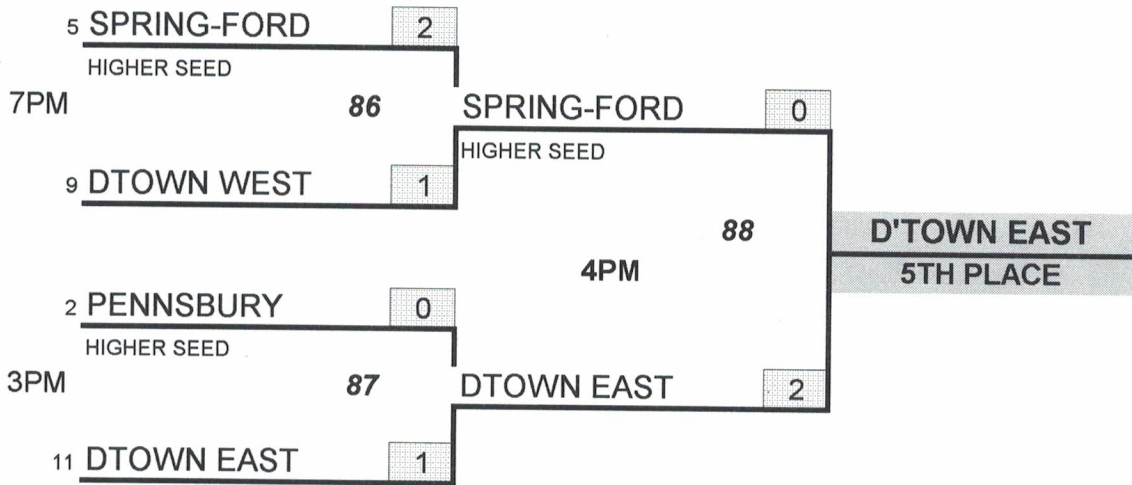 5 SPRING-FORD 2
HIGHER SEED
7PM 86 SPRING-FORD 0
HIGHER SEED
9 DTOWN WEST 1
88 D'TOWN EAST
4PM 5TH PLACE
2 PENNSBURY 0
HIGHER SEED
3PM 87 DTOWN EAST 2
11 DTOWN EAST 1